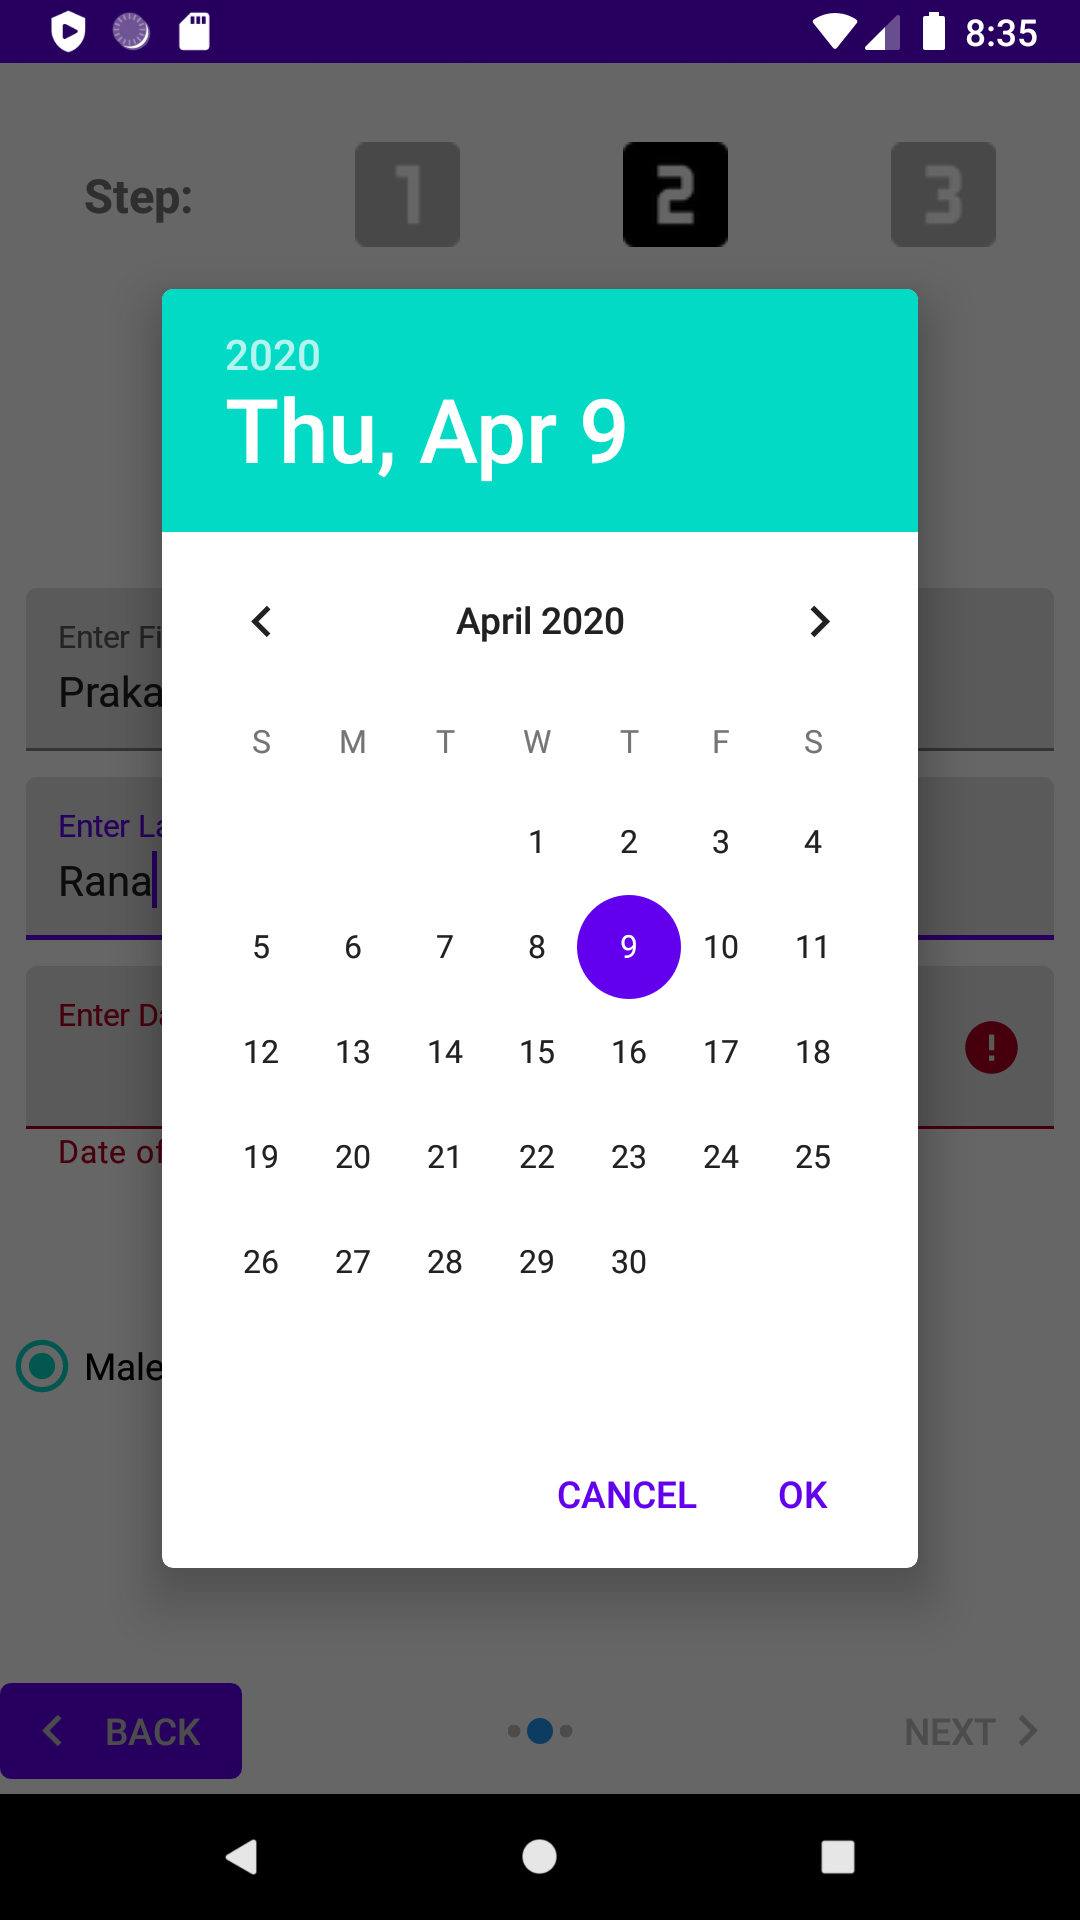 8:35
Step: 1 2 3
2020
Thu, Apr 9
April 2020
S M T W T F S
1 2 3 4
5 6 7 8 9 10 11
12 13 14 15 16 17 18
19 20 21 22 23 24 25
26 27 28 29 30
CANCEL OK
Enter Fi
Praka
Enter La
Rana
Enter Da
Date of
Male
BACK NEXT